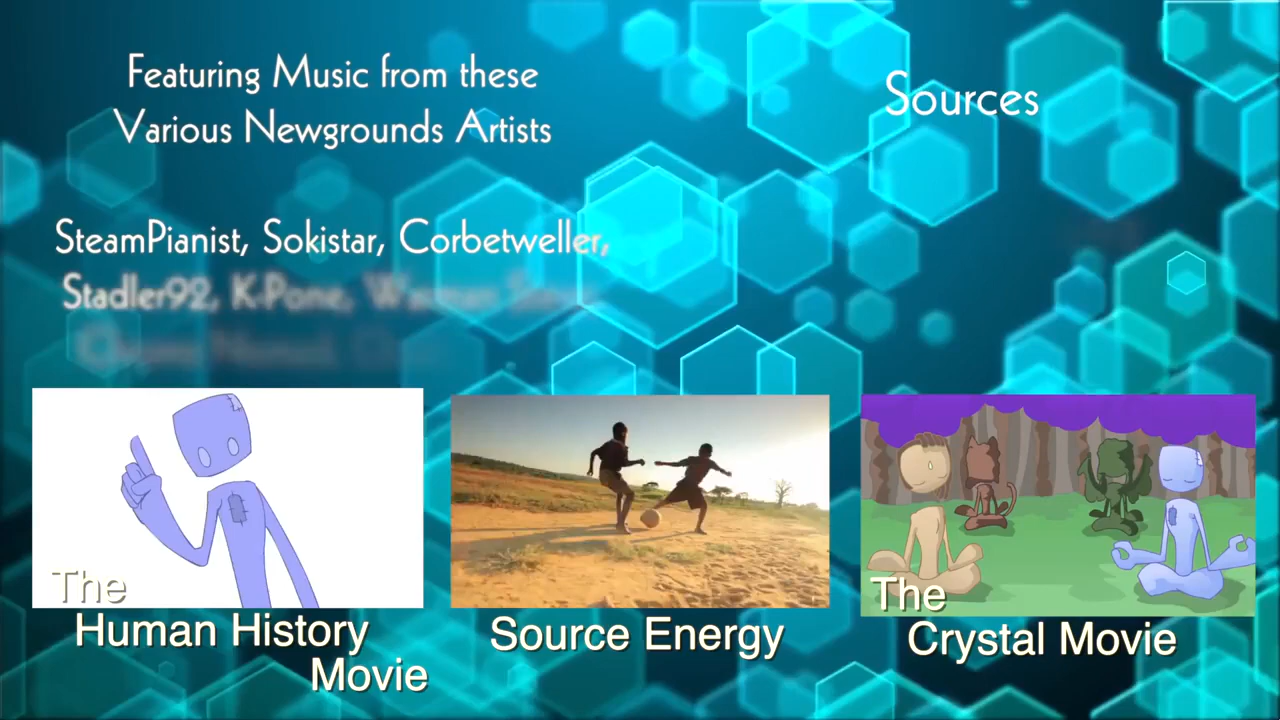 Featuring Music from these
Various Newgrounds Artists
Sources
SteamPianist, Sokistar, Corbetweller,
Stadler92, K-Pone,
The
Human History
Movie
Source Energy
The
Crystal Movie